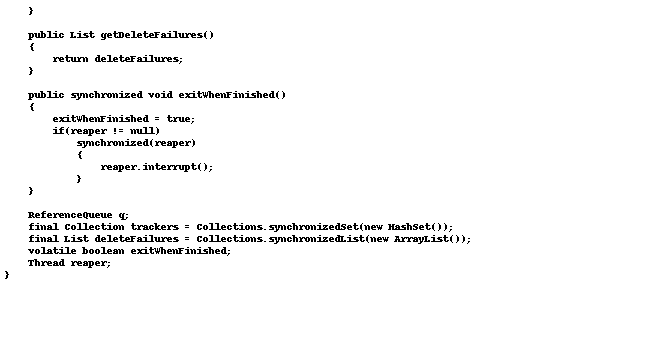 }
public List getDeleteFailures()
{
return deleteFailures;
}
public synchronized void exitWhenFinished()
{
exitWhenFinished = true;
if(reaper != null)
synchronized(reaper)
{
reaper.interrupt();
}
}
ReferenceQueue q;
final Collection trackers = Collections.synchronizedSet(new HashSet());
final List deleteFailures = Collections.synchronizedList(new ArrayList());
volatile boolean exitWhenFinished;
Thread reaper;
}